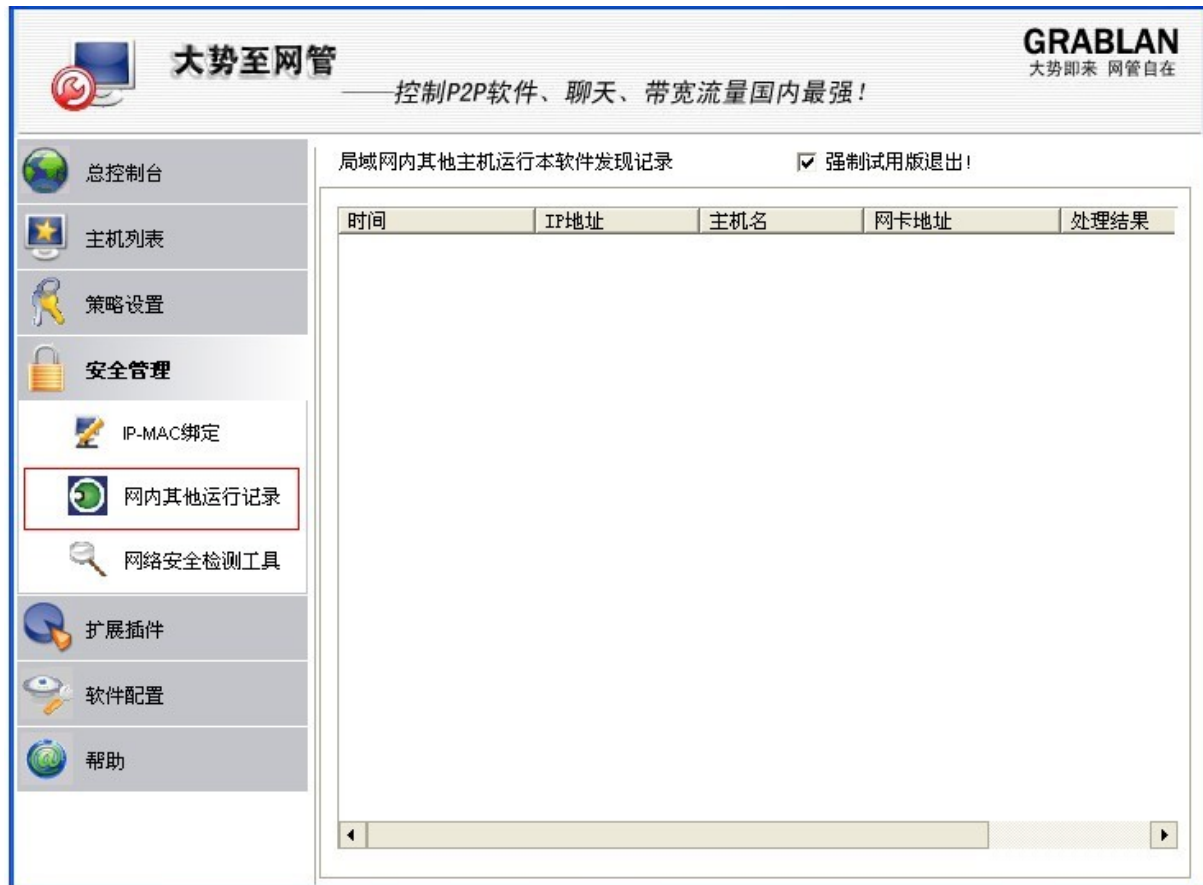 大势至网管
——控制P2P软件、聊天、带宽流量国内最强!
GRABLAN
大势即来 网管自在
总控制台
主机列表
策略设置
安全管理
IP-MAC绑定
网内其他运行记录
网络安全检测工具
扩展插件
软件配置
帮助
局域网内其他主机运行本软件发现记录 强制试用版退出!
时间 IP地址 主机名 网卡地址 处理结果